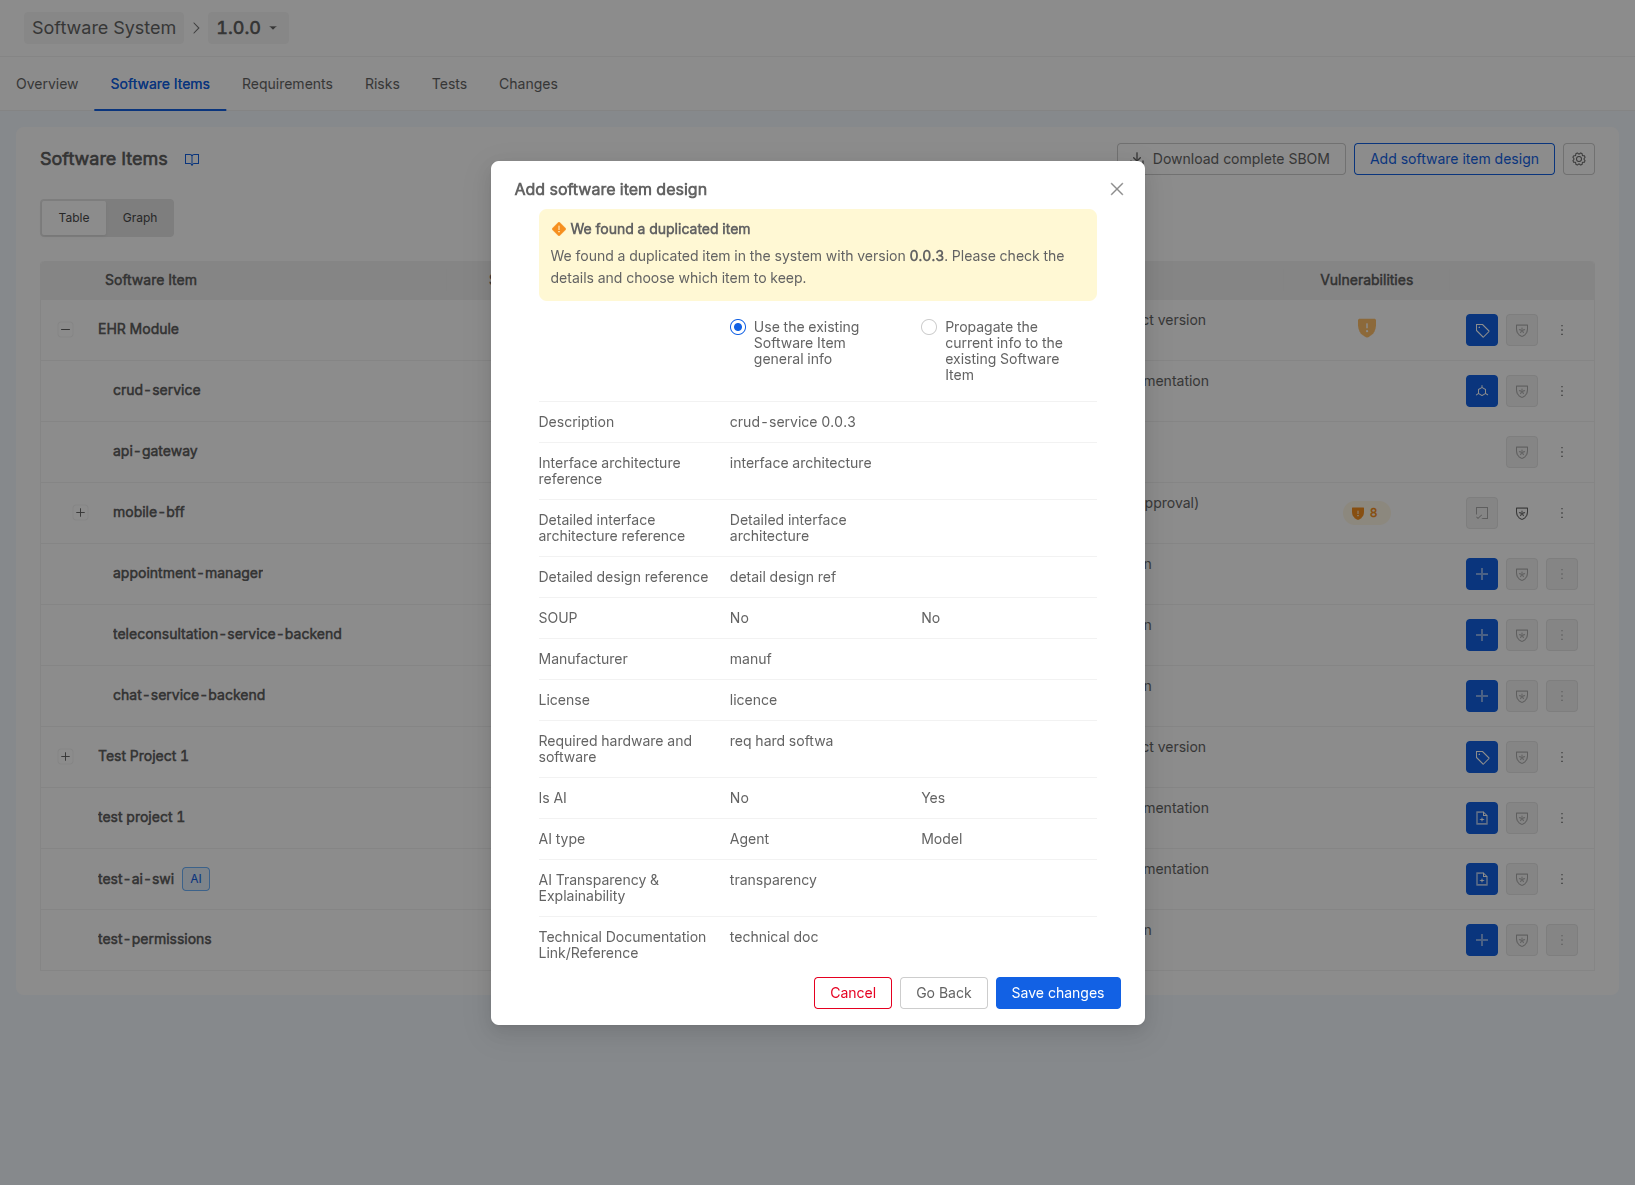 Software System
1.0.0
Overview
Software Items
Requirements
Risks
Tests
Changes
Software Items
Download complete SBOM
Add software item design
Table
Graph
Software Item
Vulnerabilities
EHR Module
ct version
crud-service
mentation
api-gateway
mobile-bff
pproval)
8
appointment-manager
n
teleconsultation-service-backend
n
chat-service-backend
n
Test Project 1
ct version
test project 1
mentation
test-ai-swi
AI
mentation
test-permissions
n
Add software item design
We found a duplicated item
We found a duplicated item in the system with version 0.0.3. Please check the
details and choose which item to keep.
Use the existing
Software Item
general info
Propagate the
current info to the
existing Software
Item
Description
crud-service 0.0.3
Interface architecture
reference
interface architecture
Detailed interface
architecture reference
Detailed interface
architecture
Detailed design reference
detail design ref
SOUP
No
No
Manufacturer
manuf
License
licence
Required hardware and
software
req hard softwa
Is AI
No
Yes
AI type
Agent
Model
AI Transparency &
Explainability
transparency
Technical Documentation
Link/Reference
technical doc
Cancel
Go Back
Save changes